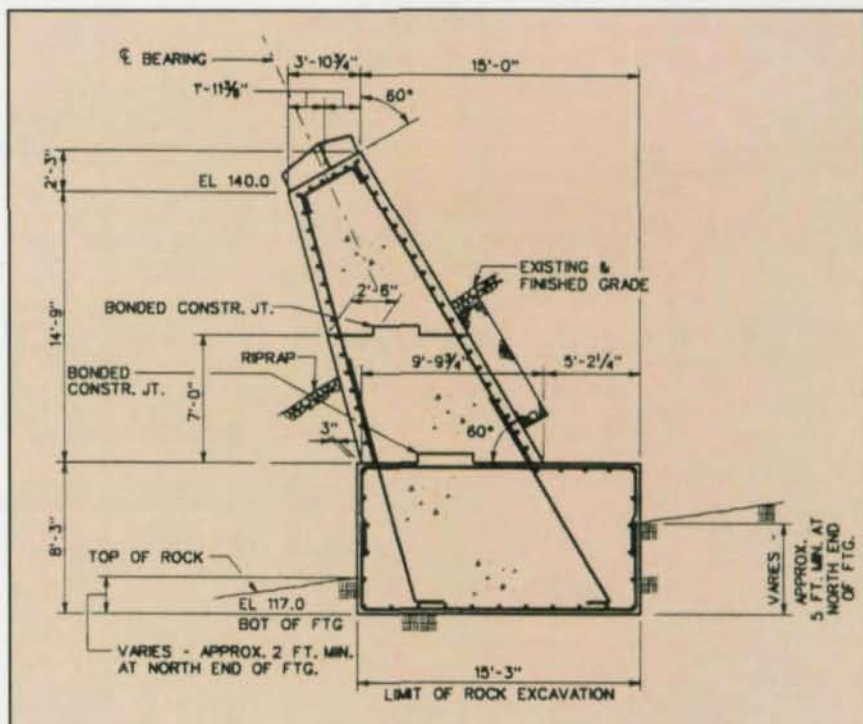 ℄ BEARING
3'-10¾"
15'-0"
1'-11⅜"
60°
2'-3"
EL 140.0
EXISTING &
FINISHED GRADE
2'-6"
BONDED CONSTR. JT.
14'-9"
9'-9¾"
5'-2¼"
RIPRAP
BONDED
CONSTR. JT.
7'-0"
3"
60°
8'-3"
TOP OF ROCK
EL 117.0
BOT OF FTG
VARIES -
APPROX.
5 FT. MIN. AT
NORTH END
OF FTG.
VARIES - APPROX. 2 FT. MIN.
AT NORTH END OF FTG.
15'-3"
LIMIT OF ROCK EXCAVATION